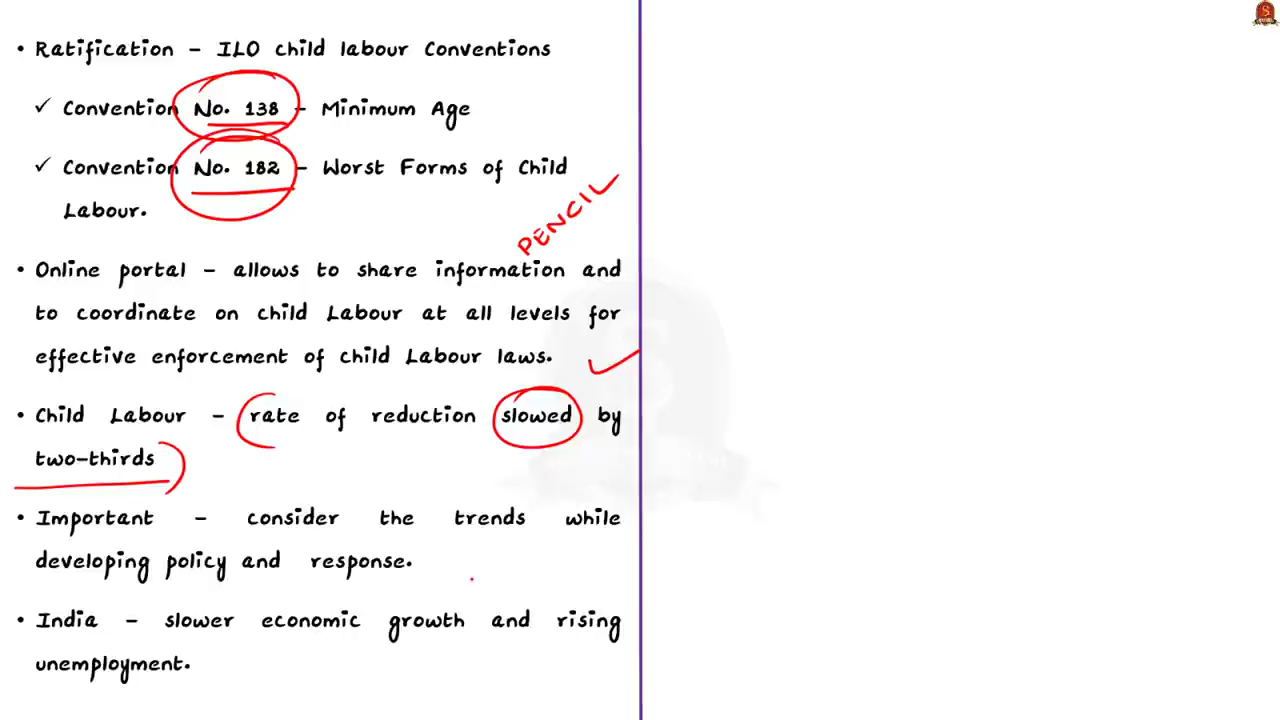 • Ratification – ILO child labour Conventions
✓ Convention No. 138 – Minimum Age
✓ Convention No. 182 – Worst Forms of Child
Labour.
PENCIL
• Online portal – allows to share information and
to coordinate on child Labour at all levels for
effective enforcement of child Labour laws.
• Child Labour – rate of reduction slowed by
two-thirds
• Important – consider the trends while
developing policy and response.
• India – slower economic growth and rising
unemployment.